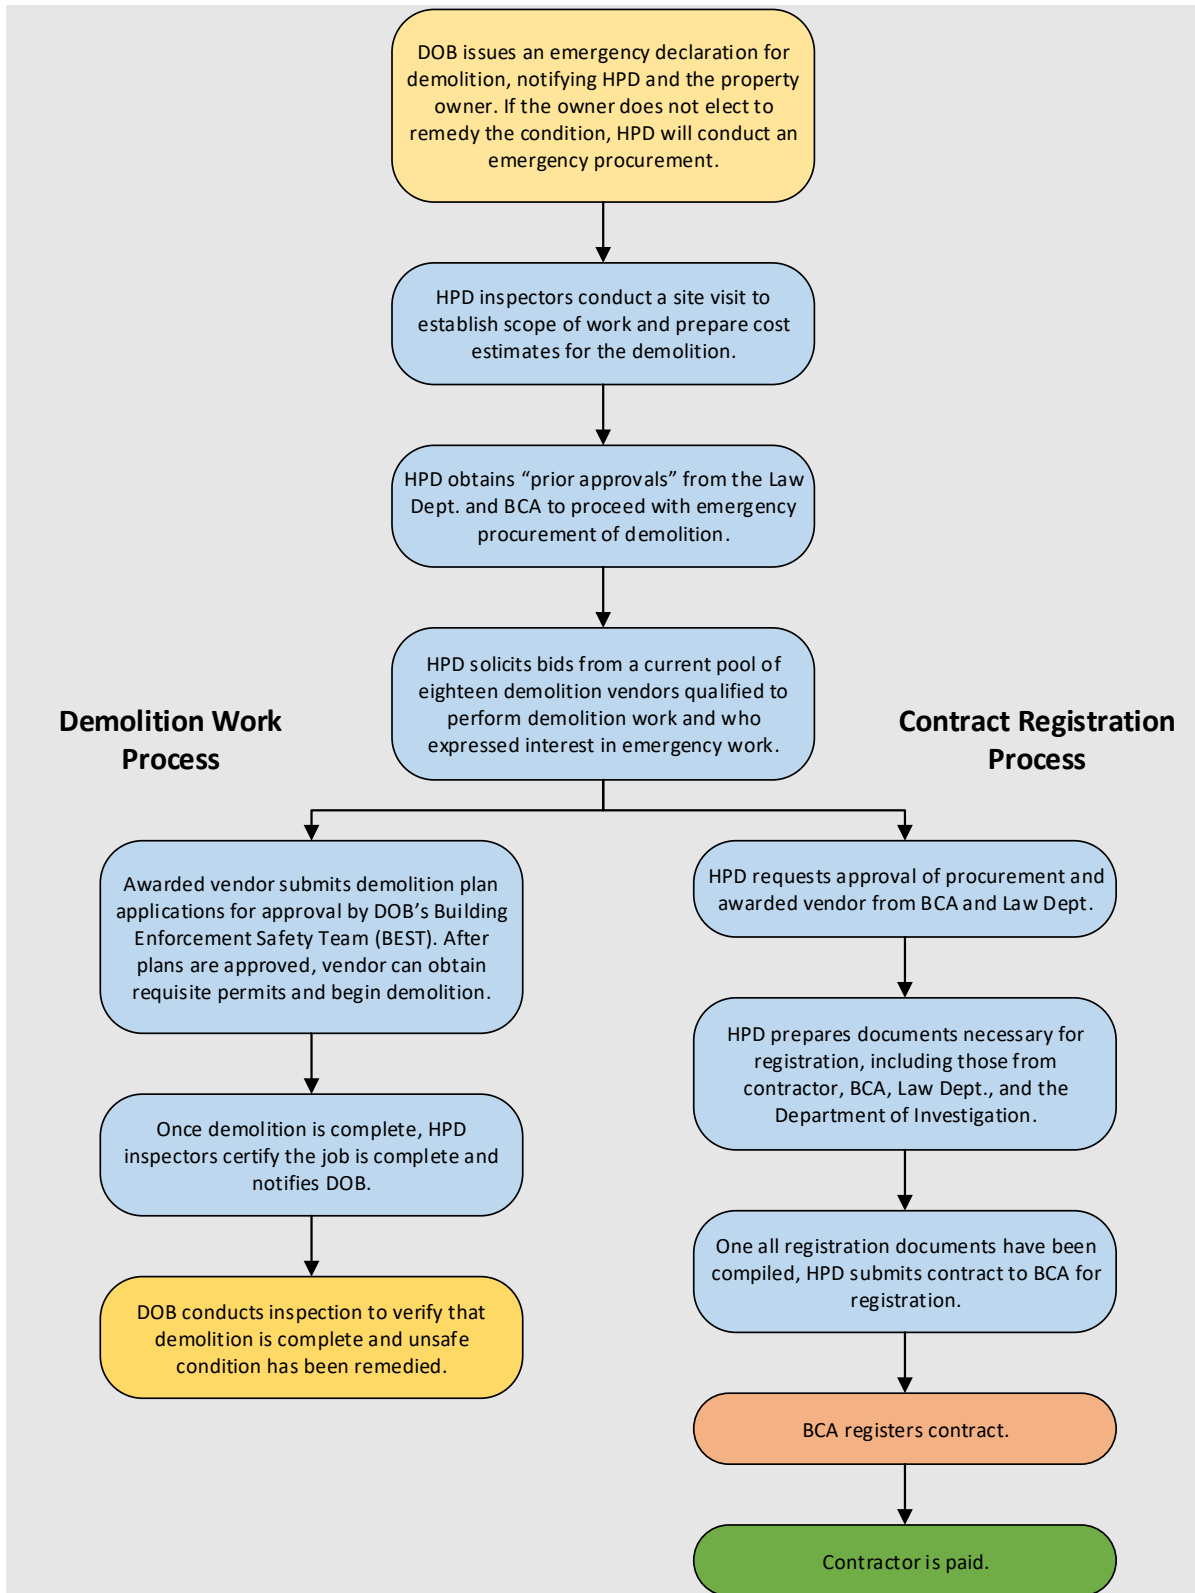 DOB issues an emergency declaration for
demolition, notifying HPD and the property
owner. If the owner does not elect to
remedy the condition, HPD will conduct an
emergency procurement.
HPD inspectors conduct a site visit to
establish scope of work and prepare cost
estimates for the demolition.
HPD obtains “prior approvals” from the Law
Dept. and BCA to proceed with emergency
procurement of demolition.
HPD solicits bids from a current pool of
eighteen demolition vendors qualified to
perform demolition work and who
expressed interest in emergency work.
Demolition Work
Process
Awarded vendor submits demolition plan
applications for approval by DOB’s Building
Enforcement Safety Team (BEST). After
plans are approved, vendor can obtain
requisite permits and begin demolition.
Once demolition is complete, HPD
inspectors certify the job is complete and
notifies DOB.
DOB conducts inspection to verify that
demolition is complete and unsafe
condition has been remedied.
Contract Registration
Process
HPD requests approval of procurement and
awarded vendor from BCA and Law Dept.
HPD prepares documents necessary for
registration, including those from
contractor, BCA, Law Dept., and the
Department of Investigation.
One all registration documents have been
compiled, HPD submits contract to BCA for
registration.
BCA registers contract.
Contractor is paid.